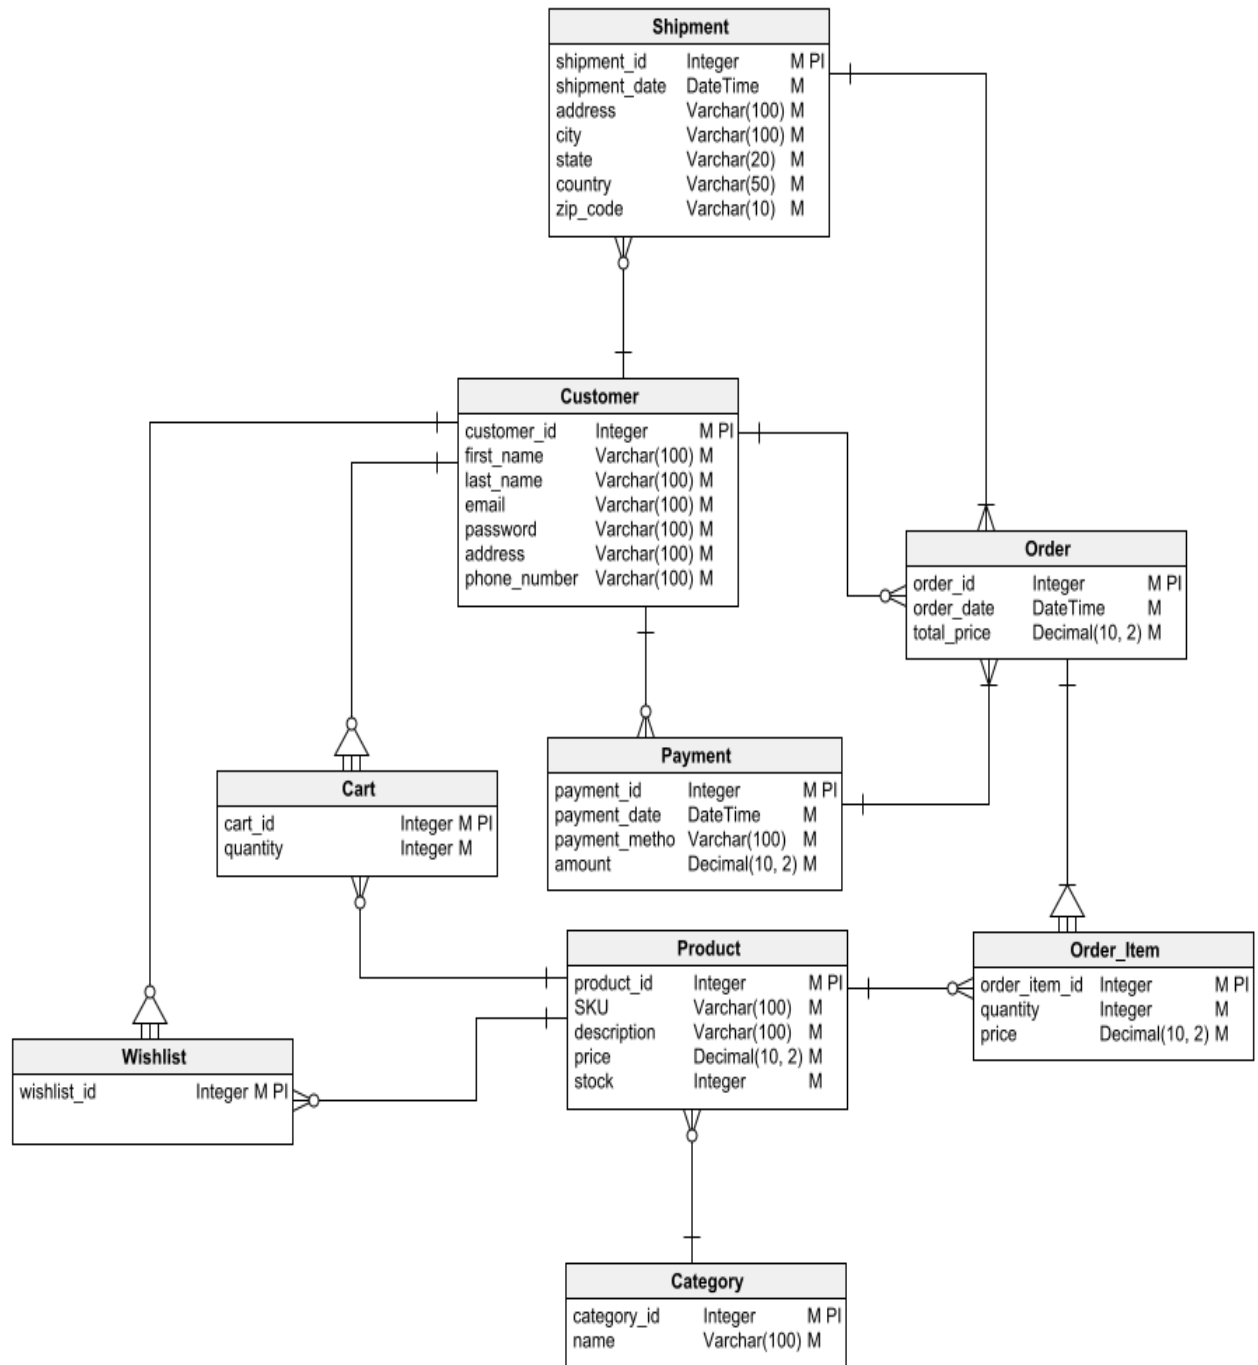 Shipment
shipment_id Integer M PI
shipment_date DateTime M
address Varchar(100) M
city Varchar(100) M
state Varchar(20) M
country Varchar(50) M
zip_code Varchar(10) M
Customer
customer_id Integer M PI
first_name Varchar(100) M
last_name Varchar(100) M
email Varchar(100) M
password Varchar(100) M
address Varchar(100) M
phone_number Varchar(100) M
Order
order_id Integer M PI
order_date DateTime M
total_price Decimal(10, 2) M
Payment
payment_id Integer M PI
payment_date DateTime M
payment_metho Varchar(100) M
amount Decimal(10, 2) M
Cart
cart_id Integer M PI
quantity Integer M
Product
product_id Integer M PI
SKU Varchar(100) M
description Varchar(100) M
price Decimal(10, 2) M
stock Integer M
Order_Item
order_item_id Integer M PI
quantity Integer M
price Decimal(10, 2) M
Wishlist
wishlist_id Integer M PI
Category
category_id Integer M PI
name Varchar(100) M